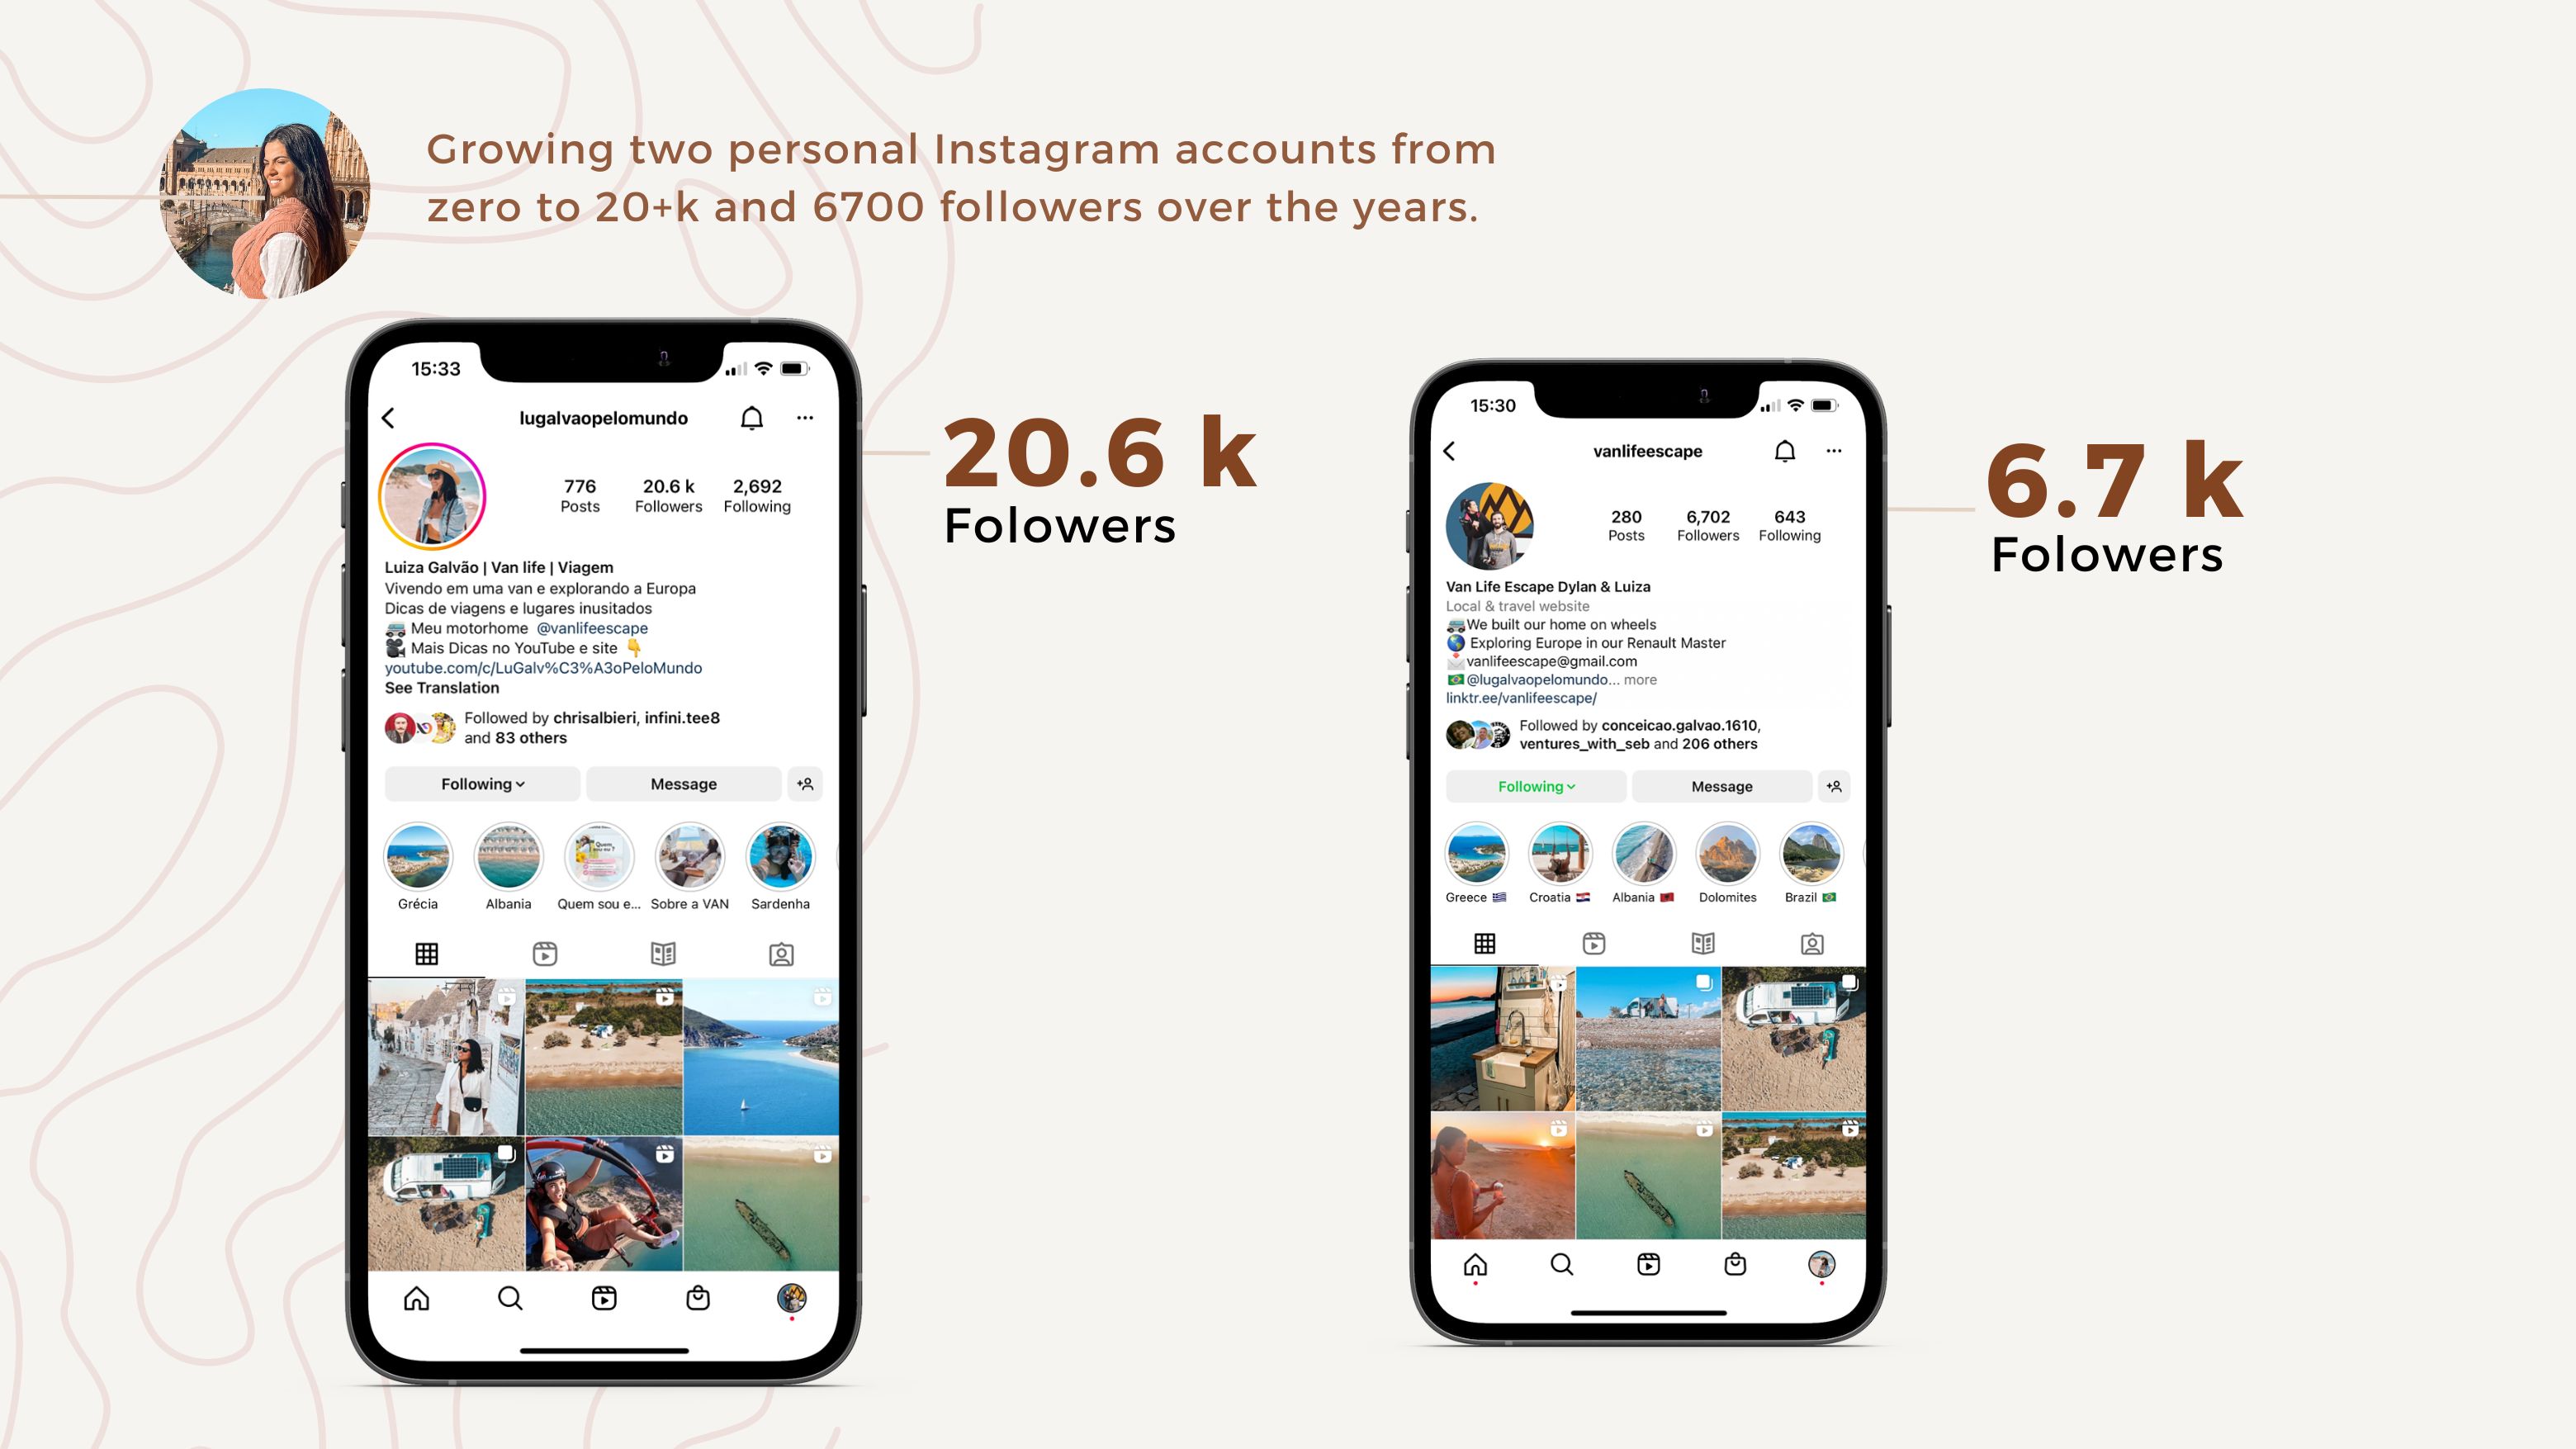 Growing two personal Instagram accounts from
zero to 20+k and 6700 followers over the years.
15:33
lugalvaopelomundo
776
Posts
20.6 k
Followers
2,692
Following
Luiza Galvão | Van life | Viagem
Vivendo em uma van e explorando a Europa
Dicas de viagens e lugares inusitados
🚐 Meu motorhome @vanlifeescape
🎥 Mais Dicas no YouTube e site 👇
youtube.com/c/LuGalv%C3%A3oPeloMundo
See Translation
Followed by chrisalbieri, infini.tee8
and 83 others
Following
Message
Quem sou eu ?
Grécia
Albania
Quem sou e...
Sobre a VAN
Sardenha
20.6 k
Folowers
15:30
vanlifeescape
280
Posts
6,702
Followers
643
Following
Van Life Escape Dylan & Luiza
Local & travel website
🚐We built our home on wheels
🌎 Exploring Europe in our Renault Master
📩vanlifeescape@gmail.com
🇧🇷@lugalvaopelomundo... more
linktr.ee/vanlifeescape/
Followed by conceicao.galvao.1610,
ventures_with_seb and 206 others
Following
Message
Greece 🇬🇷
Croatia 🇭🇷
Albania 🇦🇱
Dolomites
Brazil 🇧🇷
6.7 k
Folowers